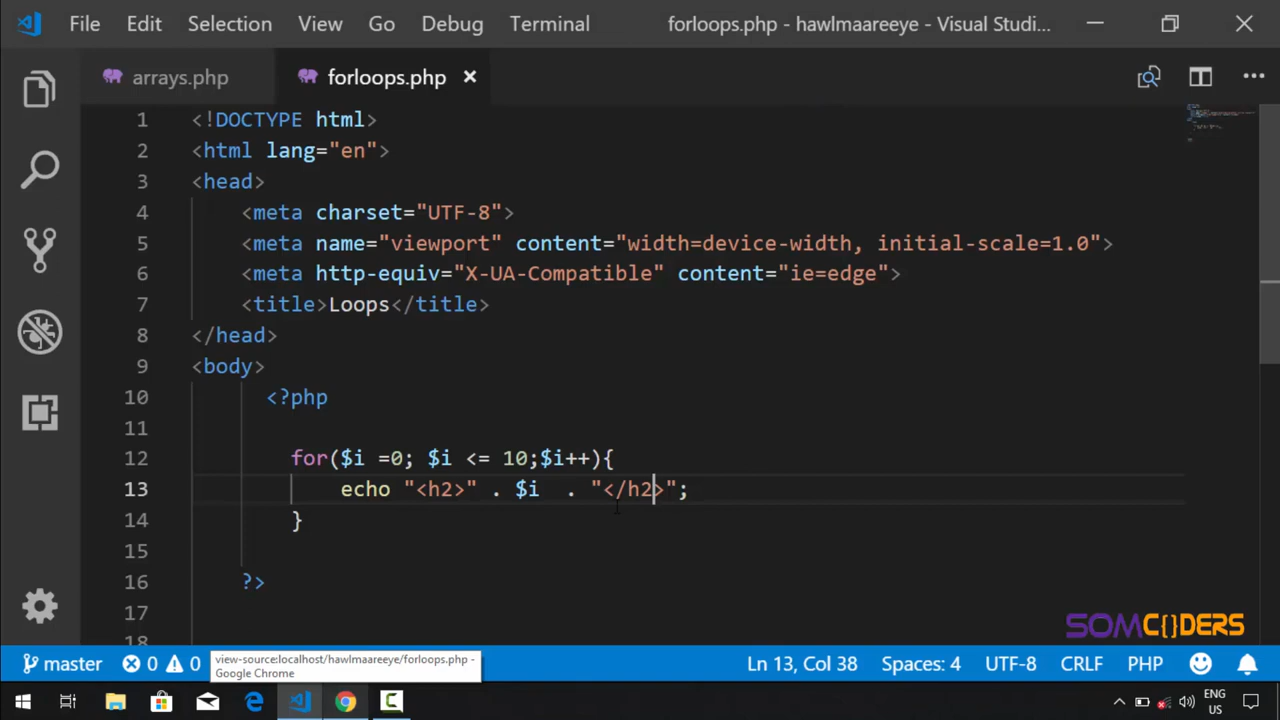 File Edit Selection View Go Debug Terminal forloops.php - hawlmaareeye - Visual Studi...
arrays.php forloops.php
1 <!DOCTYPE html>
2 <html lang="en">
3 <head>
4 <meta charset="UTF-8">
5 <meta name="viewport" content="width=device-width, initial-scale=1.0">
6 <meta http-equiv="X-UA-Compatible" content="ie=edge">
7 <title>Loops</title>
8 </head>
9 <body>
10 <?php
11
12 for($i =0; $i <= 10;$i++){
13 echo "<h2>" . $i  . "</h2>";
14 }
15
16 ?>
17
18
SOMC{}DERS
master 0 0 Ln 13, Col 38 Spaces: 4 UTF-8 CRLF PHP
view-source:localhost/hawlmaareeye/forloops.php -
Google Chrome
ENG
US